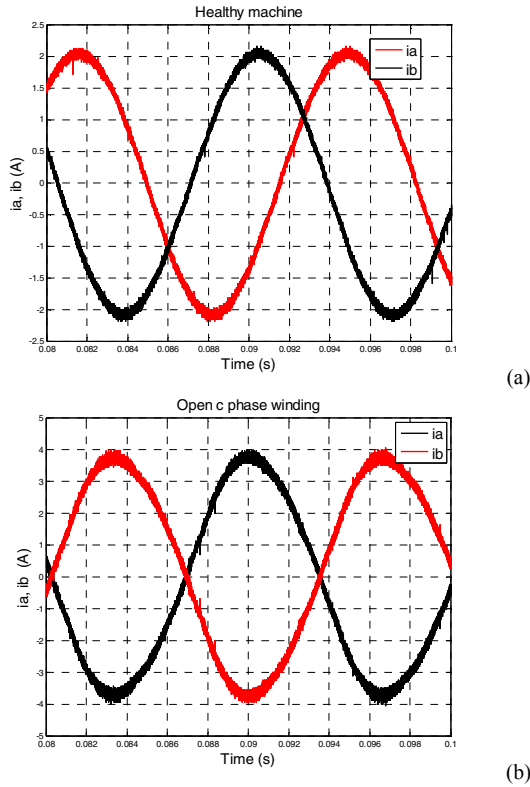 Healthy machine
2.5
2
1.5
1
0.5
0
-0.5
-1
-1.5
-2
-2.5
ia, ib (A)
ia
ib
0.08 0.082 0.084 0.086 0.088 0.09 0.092 0.094 0.096 0.098 0.1
Time (s)
(a)
Open c phase winding
5
4
3
2
1
0
-1
-2
-3
-4
-5
ia, ib (A)
ia
ib
0.08 0.082 0.084 0.086 0.088 0.09 0.092 0.094 0.096 0.098 0.1
Time (s)
(b)